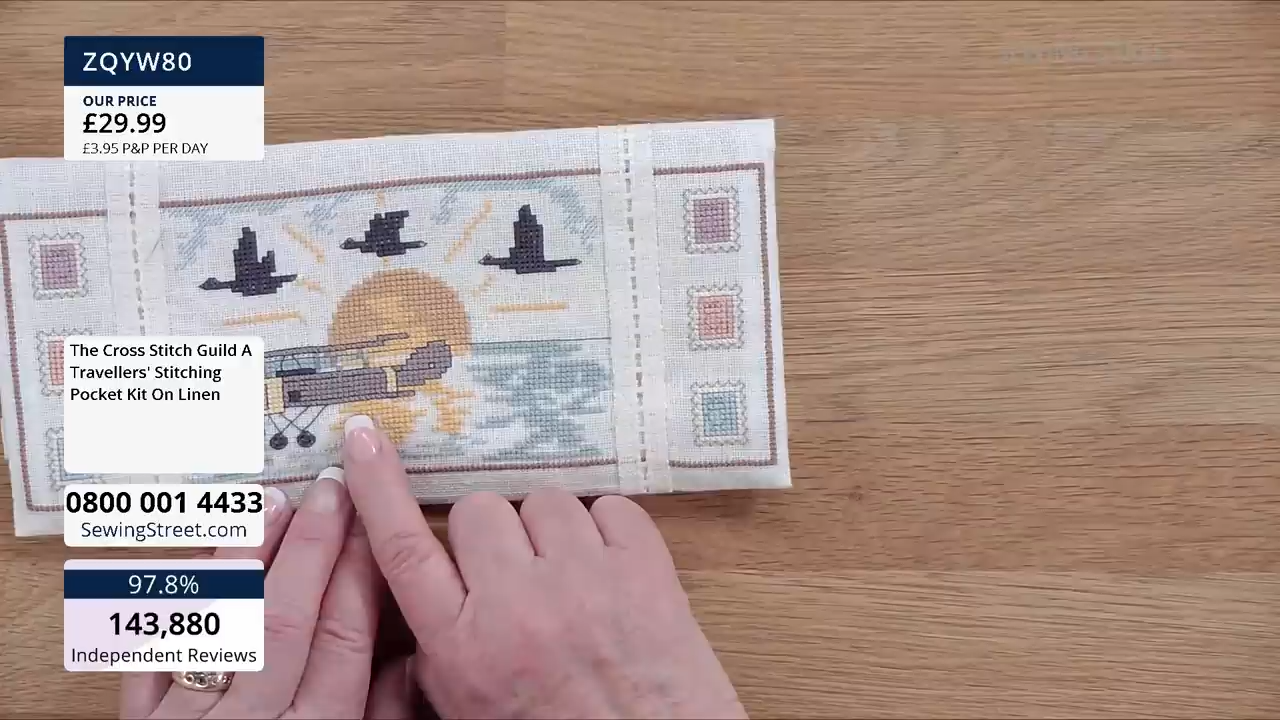 ZQYW80
OUR PRICE
£29.99
£3.95 P&P PER DAY
The Cross Stitch Guild A
Travellers' Stitching
Pocket Kit On Linen
0800 001 4433
SewingStreet.com
97.8%
143,880
Independent Reviews